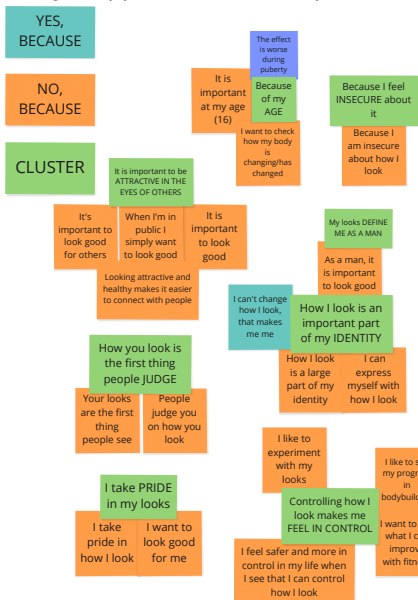 YES,
BECAUSE
NO,
BECAUSE
CLUSTER
The effect
is worse
during
puberty
It is
important
at my age
(16)
Because
of my
AGE
I want to check
how my body
is
changing/has
changed
Because I feel
INSECURE about
it
Because I
am insecure
about how I
look
It is important to be
ATTRACTIVE IN THE
EYES OF OTHERS
It's
important to
look good
for others
When I'm in
public I
simply want
to look good
It is
important
to look
good
Looking attractive and
healthy makes it easier
to connect with people
My looks DEFINE
ME AS A MAN
As a man, it
is important
to look good
I can't change
how I look,
that makes
me me
How I look is an
important part
of my IDENTITY
How I look
is a large
part of my
identity
I can
express
myself with
how I look
How you look is
the first thing
people JUDGE
Your looks
are the first
thing
people see
People
judge you
on how you
look
I like to
experiment
with my
looks
I take PRIDE
in my looks
I take
pride in
how I look
I want to
look good
for me
Controlling how I
look makes me
FEEL IN CONTROL
I feel safer and more in
control in my life when
I see that I can control
how I look
I like to
my
in
want to
what I
with